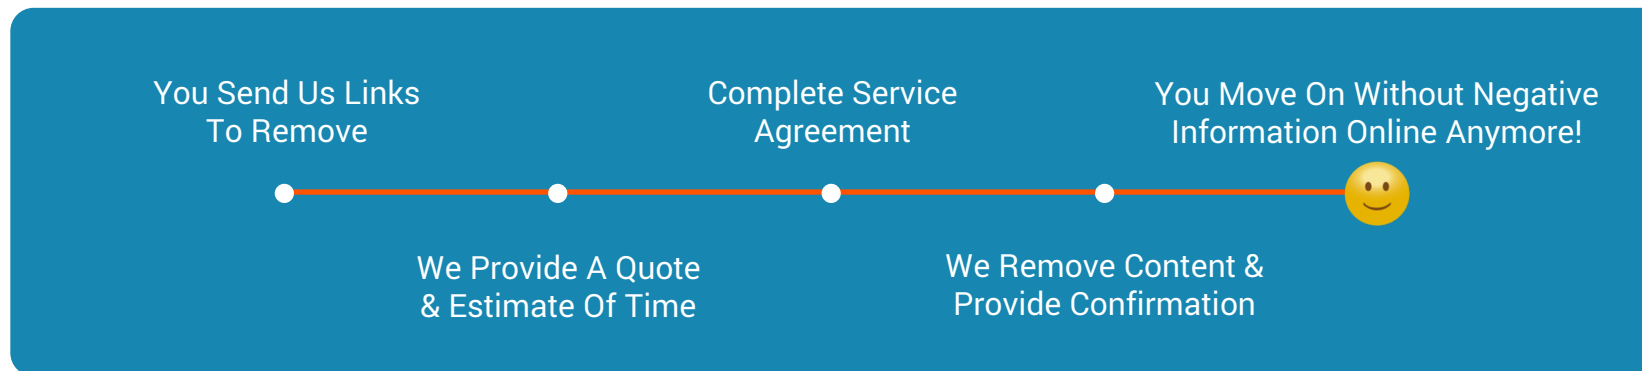 You Send Us Links
To Remove
We Provide A Quote
& Estimate Of Time
Complete Service
Agreement
We Remove Content &
Provide Confirmation
You Move On Without Negative
Information Online Anymore!